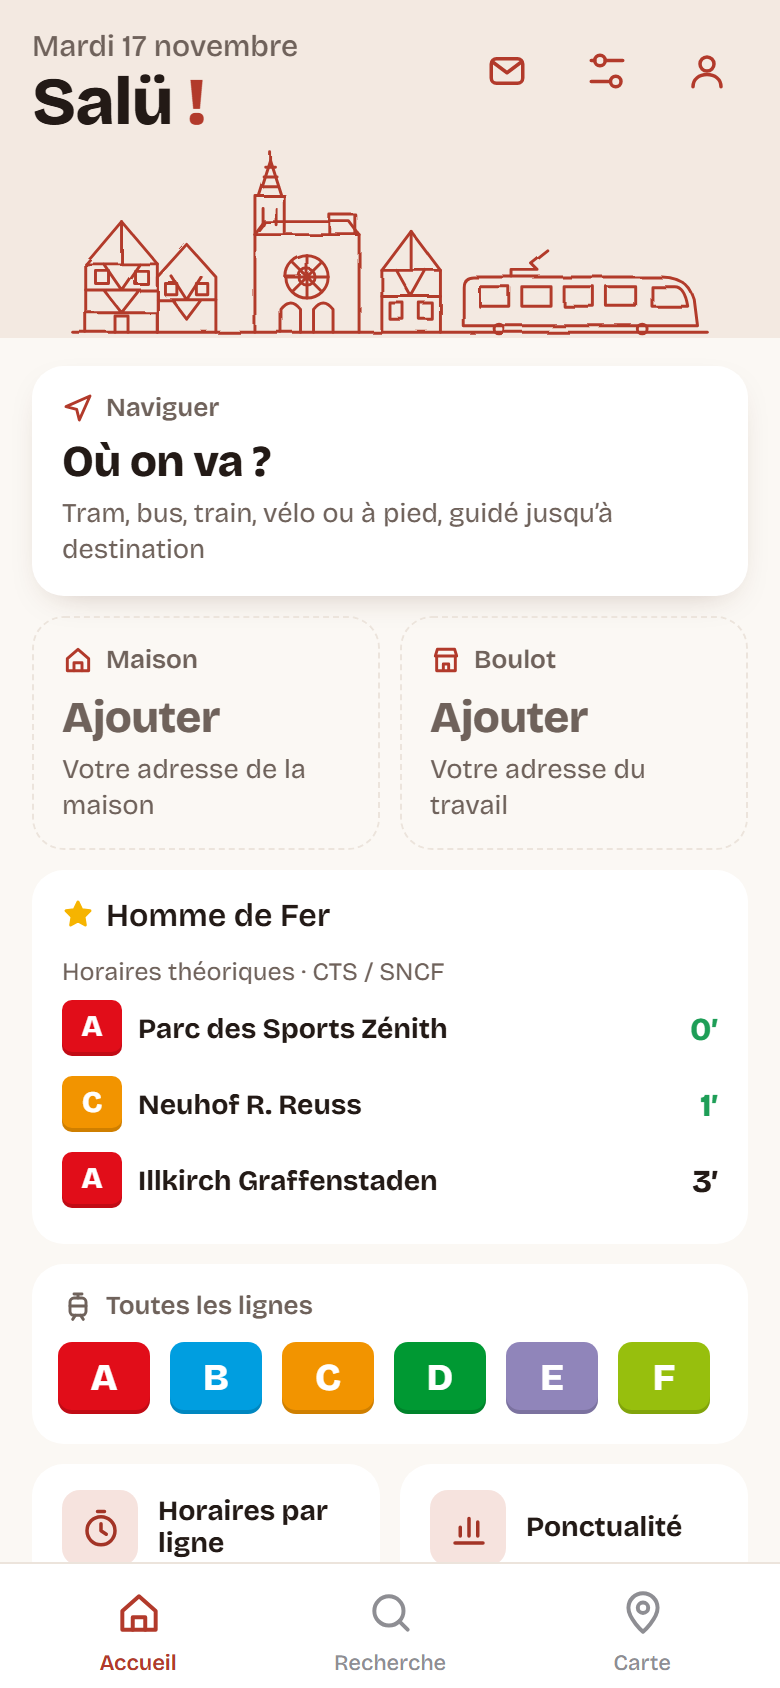 Mardi 17 novembre
Salü !
Naviguer
Où on va ?
Tram, bus, train, vélo ou à pied, guidé jusqu’à
destination
Maison
Ajouter
Votre adresse de la
maison
Boulot
Ajouter
Votre adresse du
travail
Homme de Fer
Horaires théoriques · CTS / SNCF
A Parc des Sports Zénith 0′
C Neuhof R. Reuss 1′
A Illkirch Graffenstaden 3′
Toutes les lignes
A B C D E F
Horaires par
ligne
Ponctualité
Accueil
Recherche
Carte